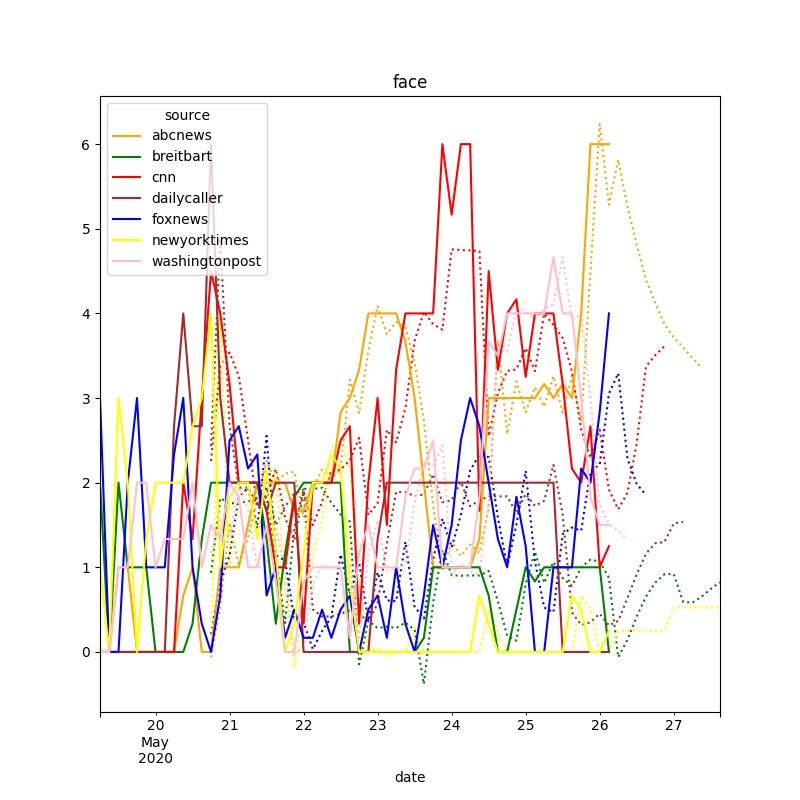 face
source
abcnews
breitbart
cnn
dailycaller
foxnews
newyorktimes
washingtonpost
6
5
4
3
2
1
0
20 21 22 23 24 25 26 27
May
2020
date